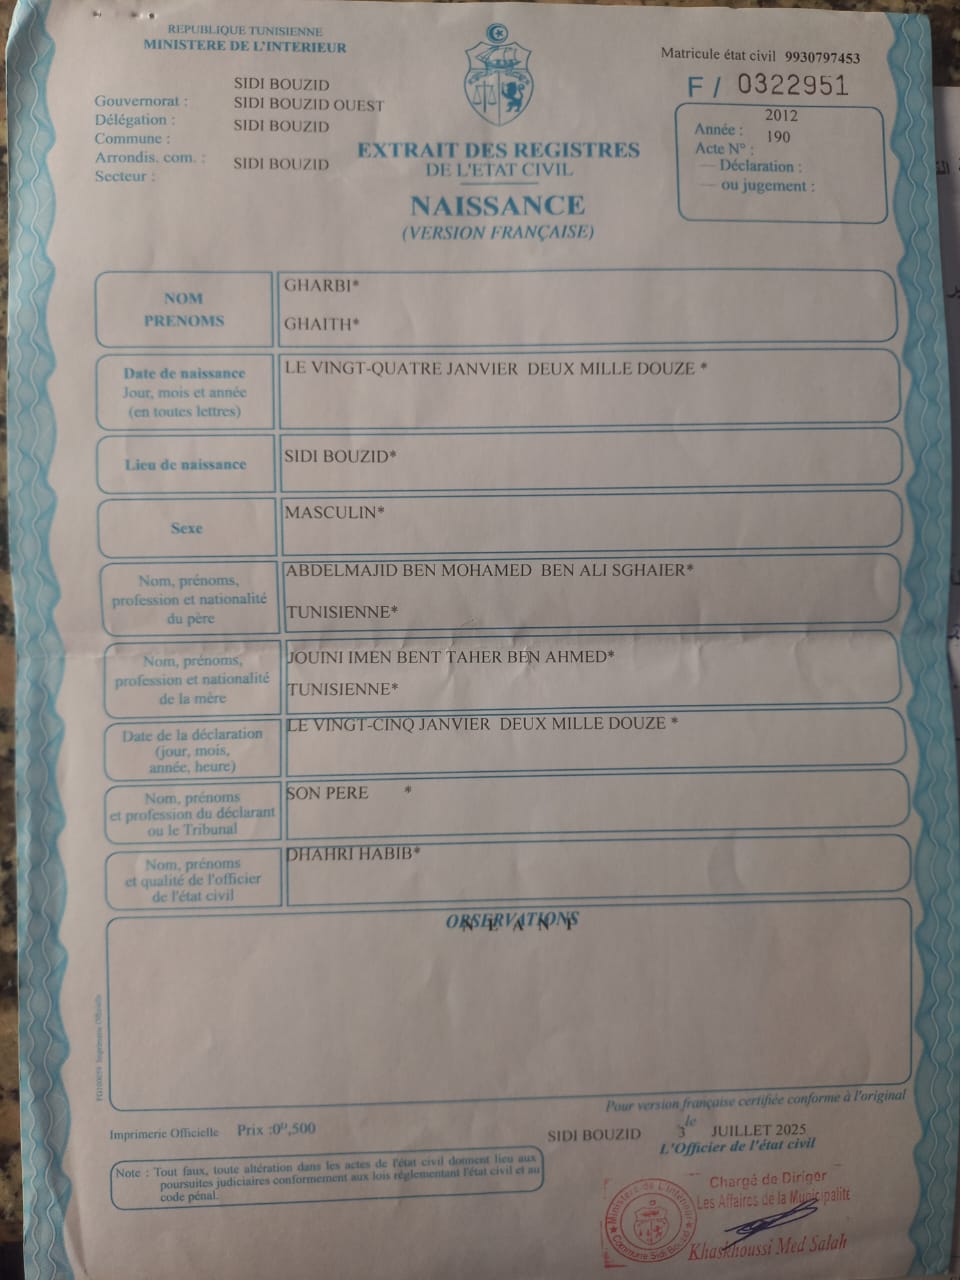 REPUBLIQUE TUNISIENNE
MINISTERE DE L'INTERIEUR
Matricule état civil 9930797453
F / 0322951
Gouvernorat : SIDI BOUZID
Délégation : SIDI BOUZID OUEST
Commune : SIDI BOUZID
Arrondis. com. :
Secteur : SIDI BOUZID
EXTRAIT DES REGISTRES
DE L'ETAT CIVIL
NAISSANCE
(VERSION FRANÇAISE)
Année : 2012
Acte N° : 190
— Déclaration :
— ou jugement :
NOM
PRENOMS
GHARBI*
GHAITH*
Date de naissance
Jour, mois et année
(en toutes lettres)
LE VINGT-QUATRE JANVIER DEUX MILLE DOUZE *
Lieu de naissance
SIDI BOUZID*
Sexe
MASCULIN*
Nom, prénoms,
profession et nationalité
du père
ABDELMAJID BEN MOHAMED BEN ALI SGHAIER*
TUNISIENNE*
Nom, prénoms,
profession et nationalité
de la mère
JOUINI IMEN BENT TAHER BEN AHMED*
TUNISIENNE*
Date de la déclaration
(jour, mois,
année, heure)
LE VINGT-CINQ JANVIER DEUX MILLE DOUZE *
Nom, prénoms
et profession du déclarant
ou le Tribunal
SON PERE *
Nom, prénoms
et qualité de l'officier
de l'état civil
DHAHRI HABIB*
OBSERVATIONS
N E A N T
Imprimerie Officielle
Pour version française certifiée conforme à l'original
Imprimerie Officielle Prix :0ᴰ,500
SIDI BOUZID le 3 JUILLET 2025
L'Officier de l'état civil
Note : Tout faux, toute altération dans les actes de l'état civil donnent lieu aux
poursuites judiciaires conformement aux lois réglementant l'état civil et au
code pénal.
Chargé de Diriger
Les Affaires de la Municipalité
Khaskhoussi Med Salah
Ministère de L'Intérieur
Commune Sidi Bouzid